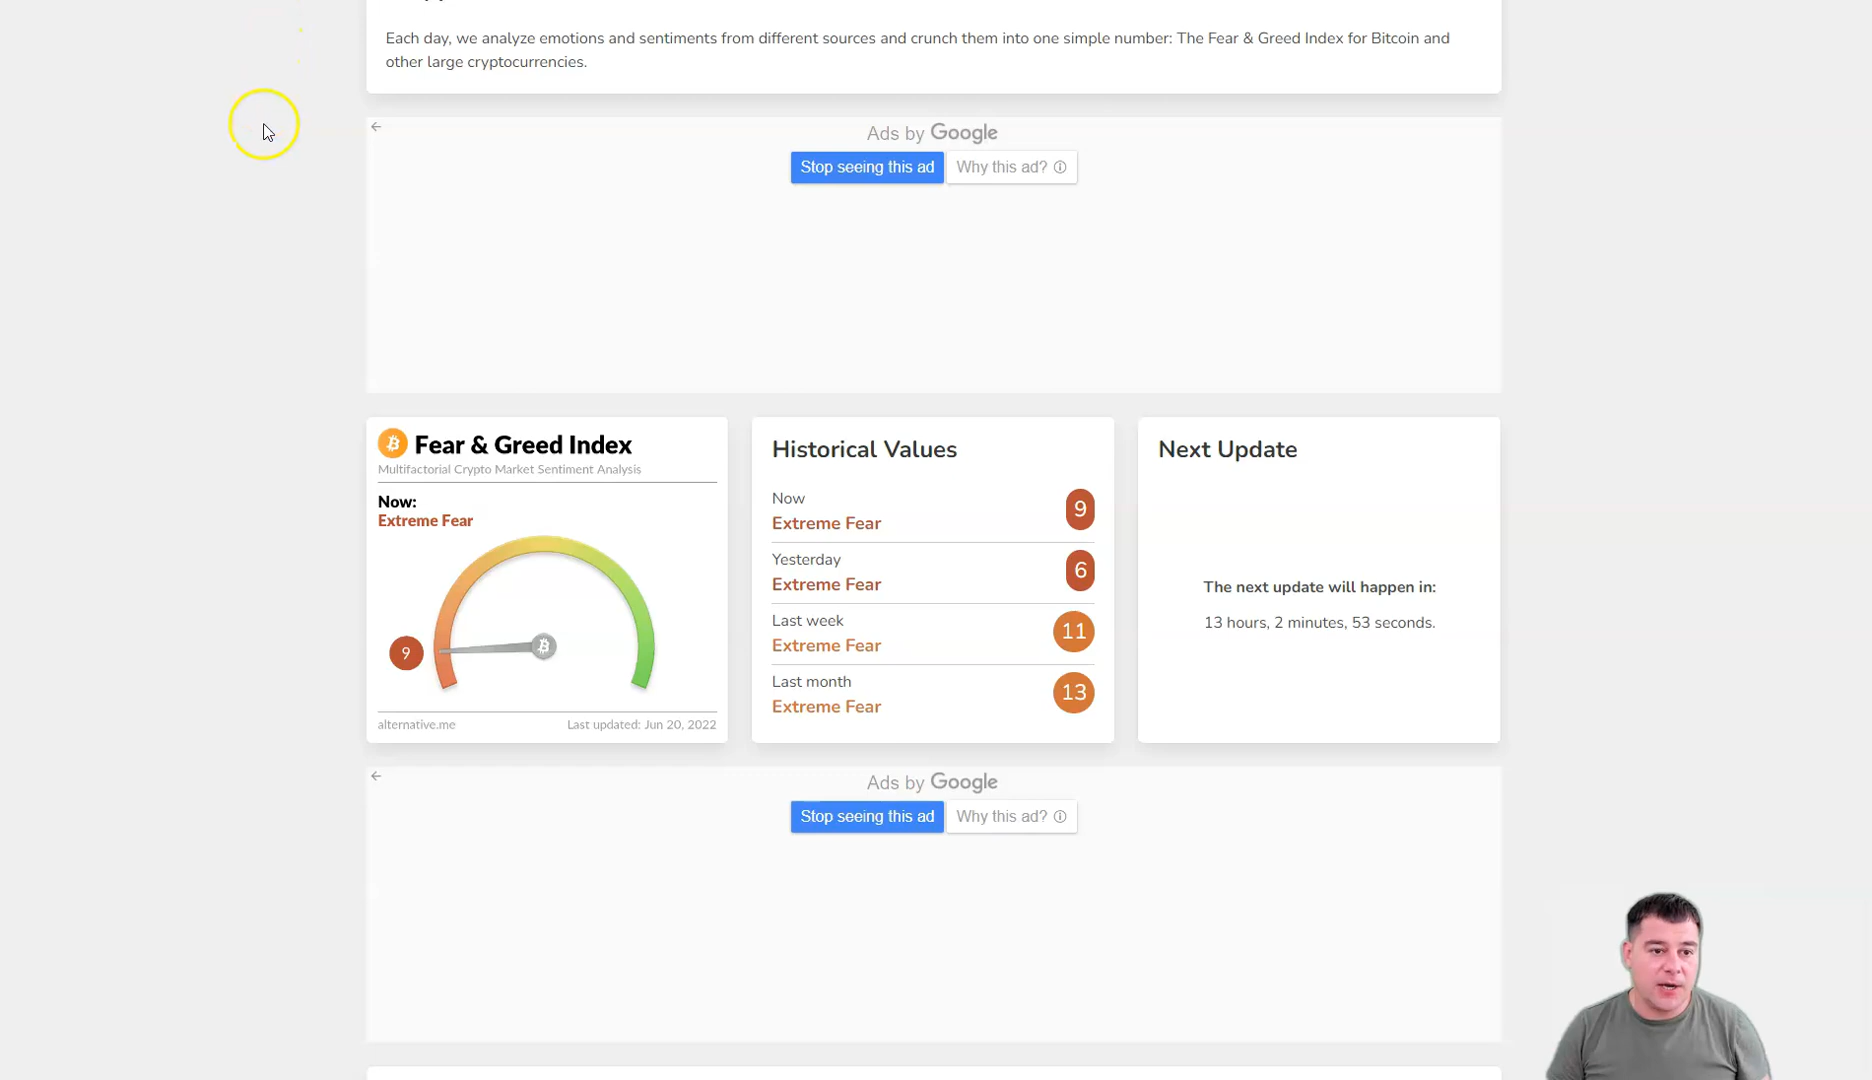 Each day, we analyze emotions and sentiments from different sources and crunch them into one simple number: The Fear & Greed Index for Bitcoin and
other large cryptocurrencies.
Ads by Google
Stop seeing this ad
Why this ad?
Fear & Greed Index
Multifactorial Crypto Market Sentiment Analysis
Now:
Extreme Fear
9
alternative.me
Last updated: Jun 20, 2022
Historical Values
Now
Extreme Fear
9
Yesterday
Extreme Fear
6
Last week
Extreme Fear
11
Last month
Extreme Fear
13
Next Update
The next update will happen in:
13 hours, 2 minutes, 53 seconds.
Ads by Google
Stop seeing this ad
Why this ad?